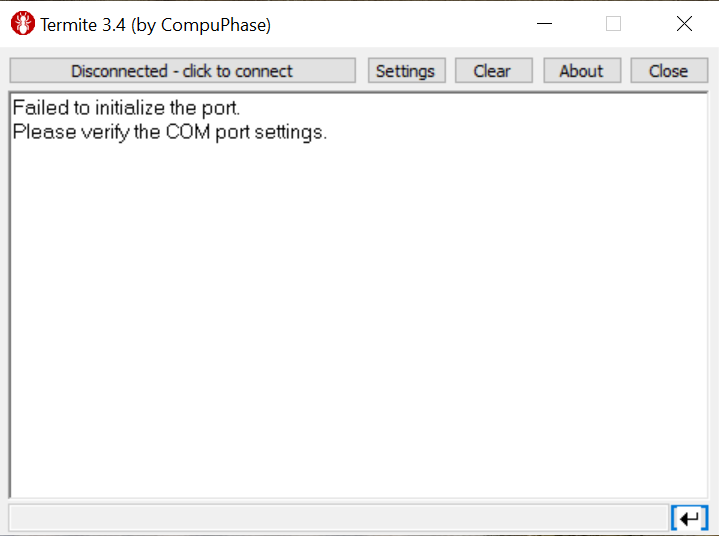 Termite 3.4 (by CompuPhase)
Disconnected - click to connect Settings Clear About Close
Failed to initialize the port.
Please verify the COM port settings.